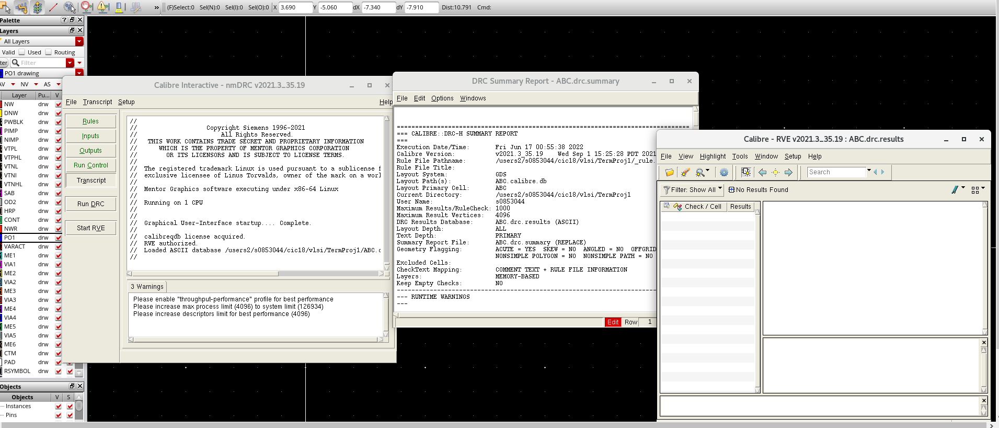 » (F)Select:0 Sel(N):0 Sel(I):0 Sel(O):0 X 3.690 Y -5.060 dX -7.340 dY -7.910 Dist:10.791 Cmd:
Palette
Layers
All Layers
Valid Used Routing
Filter
PO1 drawing
NV AS
Layer Pu... V
NW drw
DNW drw
PWBLK drw
PIMP drw
NIMP drw
VTPL drw
VTPHL drw
VTNL drw
VTNI drw
VTNHL drw
SAB drw
OD2 drw
HRP drw
CONT drw
NWR drw
PO1 drw
VARACT drw
ME1 drw
VIA1 drw
ME2 drw
VIA2 drw
ME3 drw
VIA3 drw
ME4 drw
VIA4 drw
ME5 drw
VIA5 drw
ME6 drw
CTM drw
PAD drw
RSYMBOL drw
Objects
Objects V S
Instances
Pins
Calibre Interactive - nmDRC v2021.3_35.19
File Transcript Setup Help
Rules
Inputs
Outputs
Run Control
Transcript
Run DRC
Start RVE
//
// Copyright Siemens 1996-2021
// All Rights Reserved.
// THIS WORK CONTAINS TRADE SECRET AND PROPRIETARY INFORMATION
// WHICH IS THE PROPERTY OF MENTOR GRAPHICS CORPORATION
// OR ITS LICENSORS AND IS SUBJECT TO LICENSE TERMS.
//
// The registered trademark Linux is used pursuant to a sublicense f
// exclusive licensee of Linus Torvalds, owner of the mark on a worl
//
// Mentor Graphics software executing under x86-64 Linux
//
// Running on 1 CPU
//
//
// Graphical User-Interface startup.... Complete.
//
// calibreqdb license acquired.
// RVE authorized.
// Loaded ASCII database /users2/s0853044/cic18/vlsi/TermProj1/ABC.
//
3 Warnings
Please enable "throughput-performance" profile for best performance
Please increase max process limit (4096) to system limit (126934)
Please increase descriptors limit for best performance (4096)
DRC Summary Report - ABC.drc.summary
File Edit Options Windows
================================================================================
=== CALIBRE::DRC-H SUMMARY REPORT
===
Execution Date/Time: Fri Jun 17 00:55:38 2022
Calibre Version: v2021.3_35.19 Wed Sep 1 15:25:28 PDT 2021
Rule File Pathname: /users2/s0853044/cic18/vlsi/TermProj1/_rule.
Rule File Title:
Layout System: GDS
Layout Path(s): ABC.calibre.db
Layout Primary Cell: ABC
Current Directory: /users2/s0853044/cic18/vlsi/TermProj1
User Name: s0853044
Maximum Results/RuleCheck: 1000
Maximum Result Vertices: 4096
DRC Results Database: ABC.drc.results (ASCII)
Layout Depth: ALL
Text Depth: PRIMARY
Summary Report File: ABC.drc.summary (REPLACE)
Geometry Flagging: ACUTE = YES SKEW = NO ANGLED = NO OFFGRID
NONSIMPLE POLYGON = NO NONSIMPLE PATH = NO
Excluded Cells:
CheckText Mapping: COMMENT TEXT + RULE FILE INFORMATION
Layers: MEMORY-BASED
Keep Empty Checks: NO
-----------------------------------------------------------------------
--- RUNTIME WARNINGS
---
Edit Row 1
Calibre - RVE v2021.3_35.19 : ABC.drc.results
File View Highlight Tools Window Setup Help
Search
Filter: Show All No Results Found
Check / Cell Results